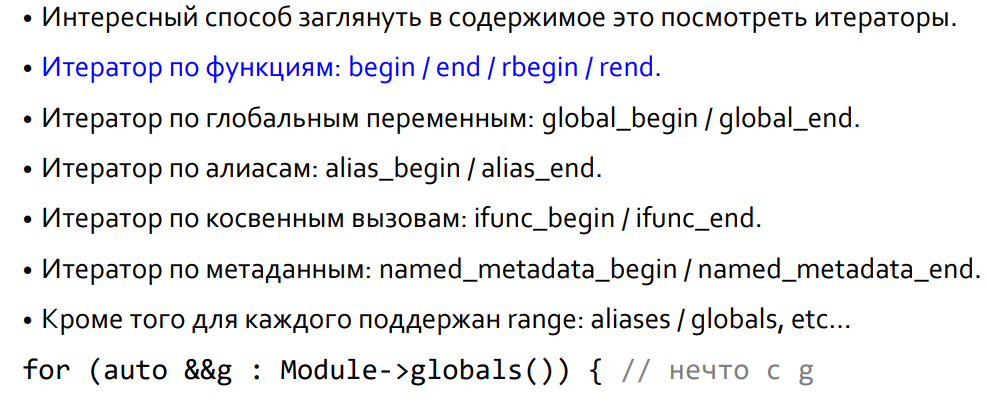 • Интересный способ заглянуть в содержимое это посмотреть итераторы.
• Итератор по функциям: begin / end / rbegin / rend.
• Итератор по глобальным переменным: global_begin / global_end.
• Итератор по алиасам: alias_begin / alias_end.
• Итератор по косвенным вызовам: ifunc_begin / ifunc_end.
• Итератор по метаданным: named_metadata_begin / named_metadata_end.
• Кроме того для каждого поддержан range: aliases / globals, etc...
for (auto &&g : Module->globals()) { // нечто с g